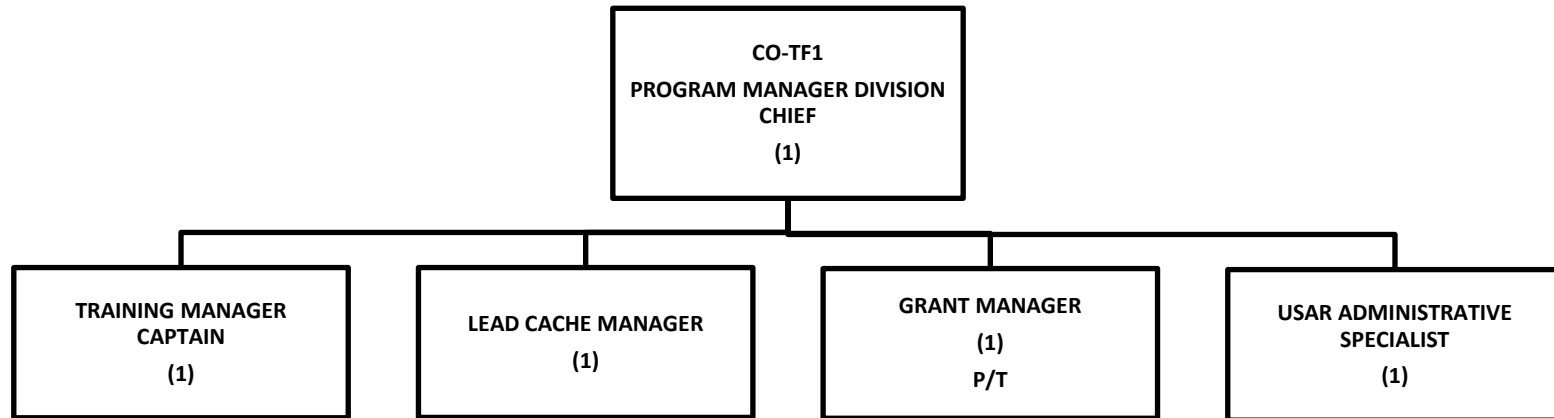 CO-TF1
PROGRAM MANAGER DIVISION
CHIEF
(1)
TRAINING MANAGER
CAPTAIN
(1)
LEAD CACHE MANAGER
(1)
GRANT MANAGER
(1)
P/T
USAR ADMINISTRATIVE
SPECIALIST
(1)